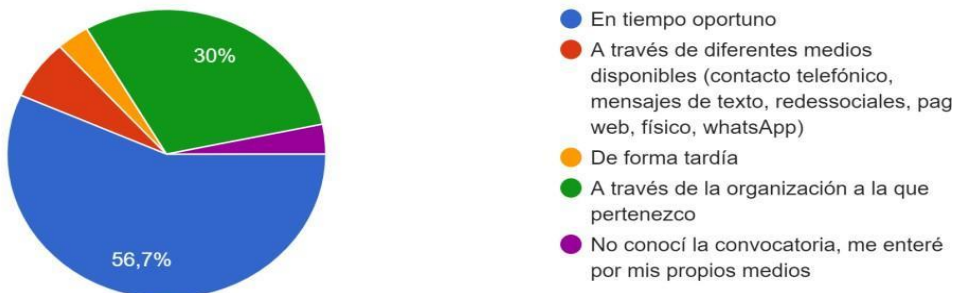 30%
56,7%
En tiempo oportuno
A través de diferentes medios
disponibles (contacto telefónico,
mensajes de texto, redessociales, pag
web, físico, whatsApp)
De forma tardía
A través de la organización a la que
pertenezco
No conocí la convocatoria, me enteré
por mis propios medios